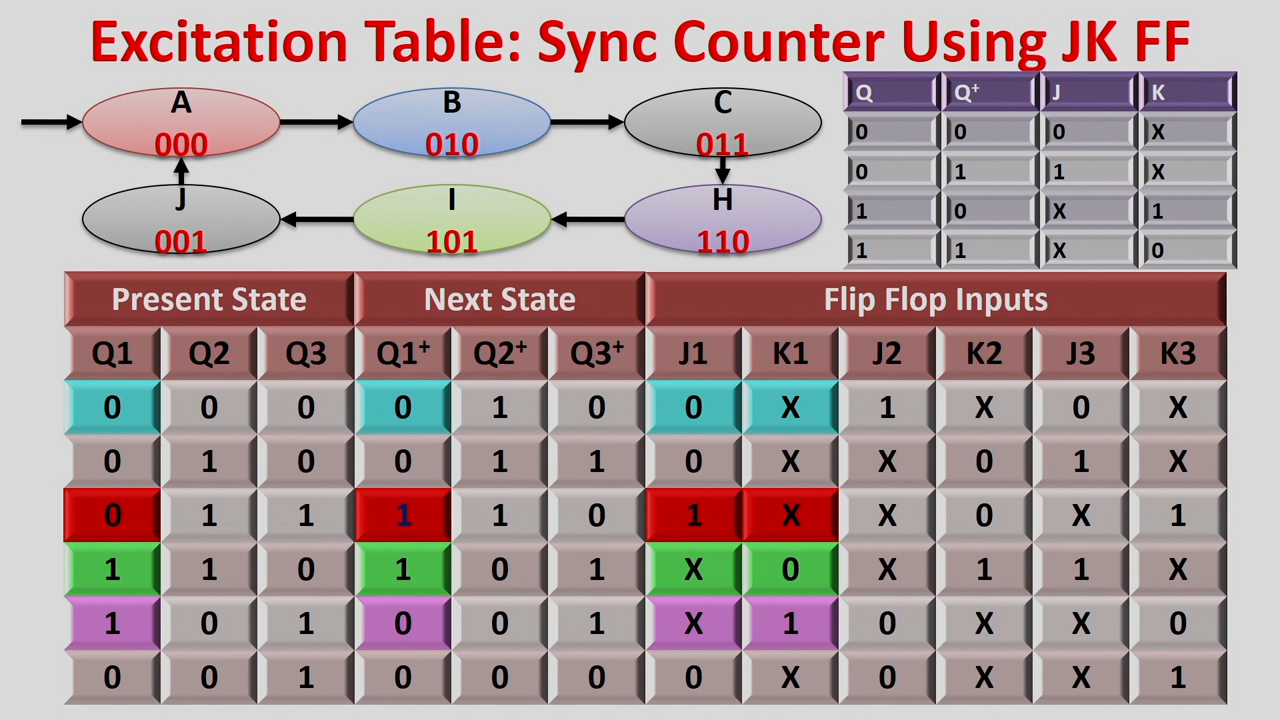 Excitation Table: Sync Counter Using JK FF
A
000
B
010
C
011
J
001
I
101
H
110
Q Q+ J K
0 0 0 X
0 1 1 X
1 0 X 1
1 1 X 0
Present State Next State Flip Flop Inputs
Q1 Q2 Q3 Q1+ Q2+ Q3+ J1 K1 J2 K2 J3 K3
0 0 0 0 1 0 0 X 1 X 0 X
0 1 0 0 1 1 0 X X 0 1 X
0 1 1 1 1 0 1 X X 0 X 1
1 1 0 1 0 1 X 0 X 1 1 X
1 0 1 0 0 1 X 1 0 X X 0
0 0 1 0 0 0 0 X 0 X X 1